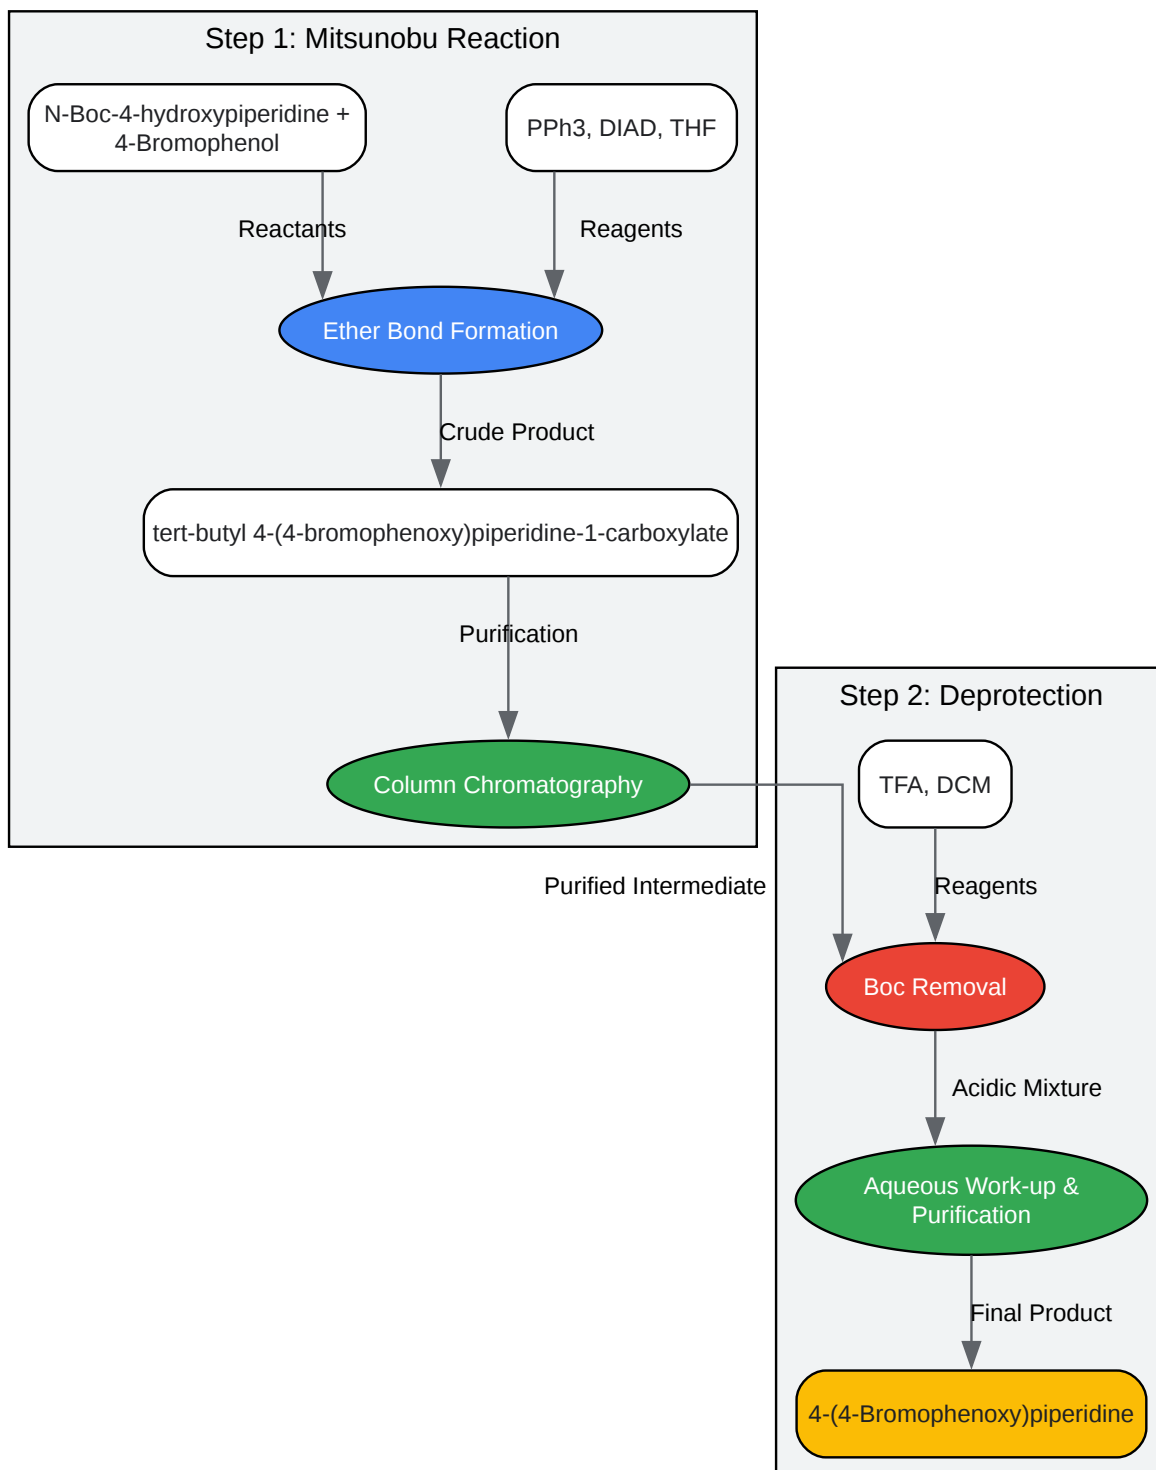 Step 1: Mitsunobu Reaction
N-Boc-4-hydroxypiperidine +
4-Bromophenol
PPh3, DIAD, THF
Reactants
Reagents
Ether Bond Formation
Crude Product
tert-butyl 4-(4-bromophenoxy)piperidine-1-carboxylate
Purification
Column Chromatography
Purified Intermediate
Step 2: Deprotection
TFA, DCM
Reagents
Boc Removal
Acidic Mixture
Aqueous Work-up &
Purification
Final Product
4-(4-Bromophenoxy)piperidine